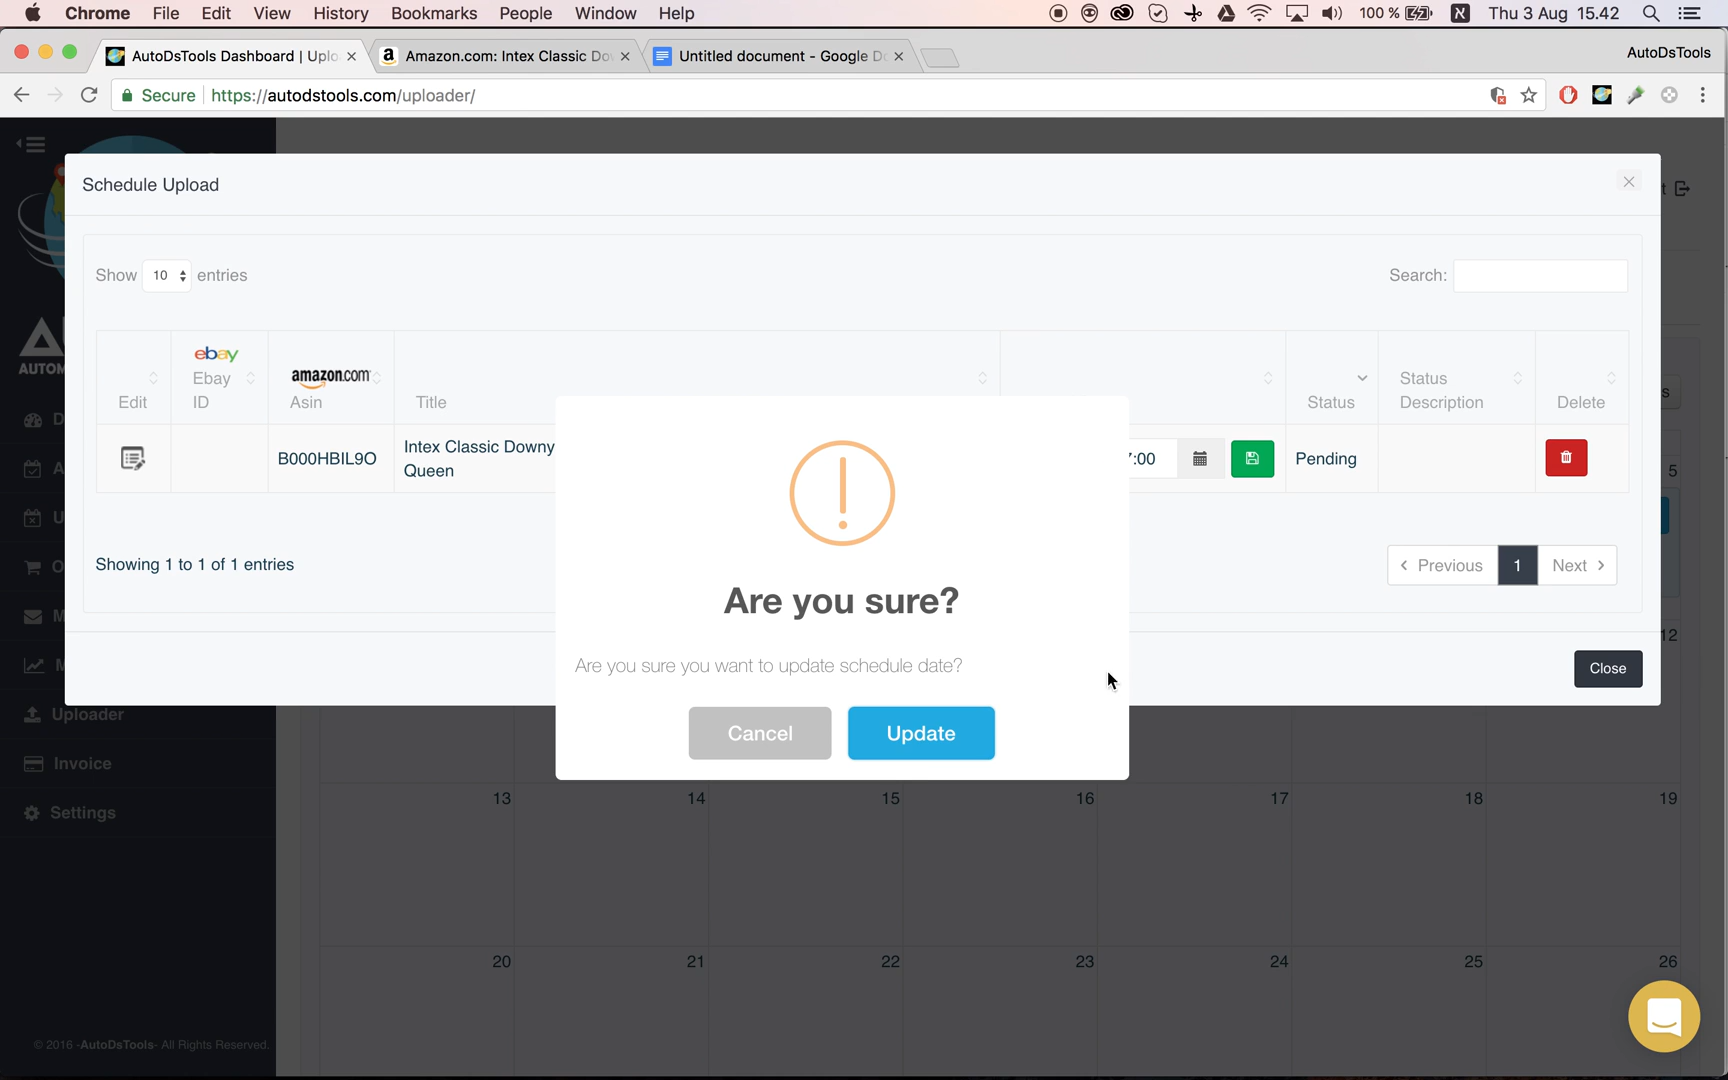 Chrome File Edit View History Bookmarks People Window Help 100 % Thu 3 Aug 15.42
AutoDsTools Dashboard | Uplo
Amazon.com: Intex Classic Do
Untitled document - Google D
AutoDsTools
Secure https://autodstools.com/uploader/
Schedule Upload
Show 10 entries
Search:
Edit
ebay
Ebay
ID
amazon.com
Asin
Title
Status
Status
Description
Delete
B000HBIL9O
Intex Classic Downy
Queen
7:00
Pending
Showing 1 to 1 of 1 entries
Previous 1 Next
Are you sure?
Are you sure you want to update schedule date?
Cancel
Update
Close
AUTOM
Uploader
Invoice
Settings
5
12
13 14 15 16 17 18 19
20 21 22 23 24 25 26
© 2016 -AutoDsTools- All Rights Reserved.